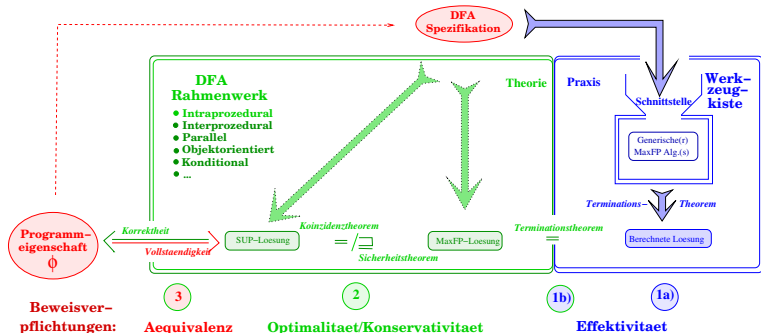 DFA
Spezifikation
DFA
Rahmenwerk
Intraprozedural
Interprozedural
Parallel
Objektorientiert
Konditional
...
Theorie
Praxis
Werk-
zeug-
kiste
Schnittstelle
Generische(r)
MaxFP Alg.(s)
Terminations-
Theorem
Programm-
eigenschaft
ϕ
Korrektheit
Vollstaendigkeit
SUP-Loesung
Koinzidenztheorem
= /⊒
Sicherheitstheorem
MaxFP-Loesung
Terminationstheorem
=
Berechnete Loesung
3
2
1b)
1a)
Beweisver-
pflichtungen:
Aequivalenz
Optimalitaet/Konservativitaet
Effektivitaet